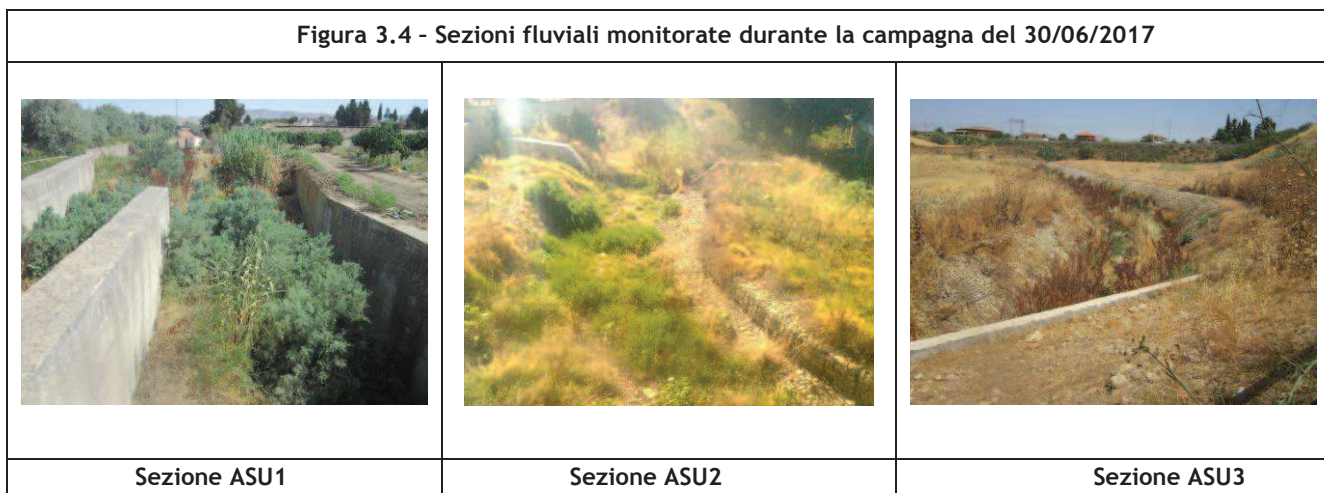 Figura 3.4 - Sezioni fluviali monitorate durante la campagna del 30/06/2017
Sezione ASU1
Sezione ASU2
Sezione ASU3